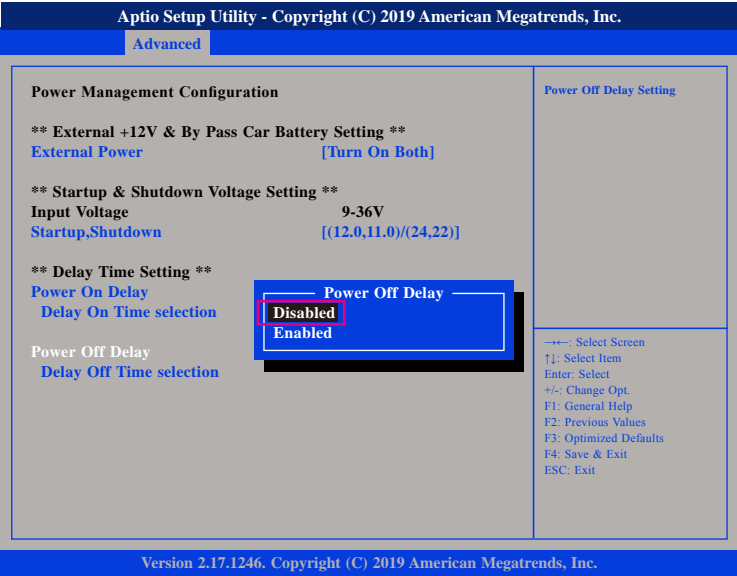 Aptio Setup Utility - Copyright (C) 2019 American Megatrends, Inc.
Advanced
Power Management Configuration
** External +12V & By Pass Car Battery Setting **
External Power [Turn On Both]
** Startup & Shutdown Voltage Setting **
Input Voltage 9-36V
Startup,Shutdown [(12.0,11.0)/(24,22)]
** Delay Time Setting **
Power On Delay
Delay On Time selection
Power Off Delay
Delay Off Time selection
Power Off Delay
Disabled
Enabled
Power Off Delay Setting
→←: Select Screen
↑↓: Select Item
Enter: Select
+/-: Change Opt.
F1: General Help
F2: Previous Values
F3: Optimized Defaults
F4: Save & Exit
ESC: Exit
Version 2.17.1246. Copyright (C) 2019 American Megatrends, Inc.